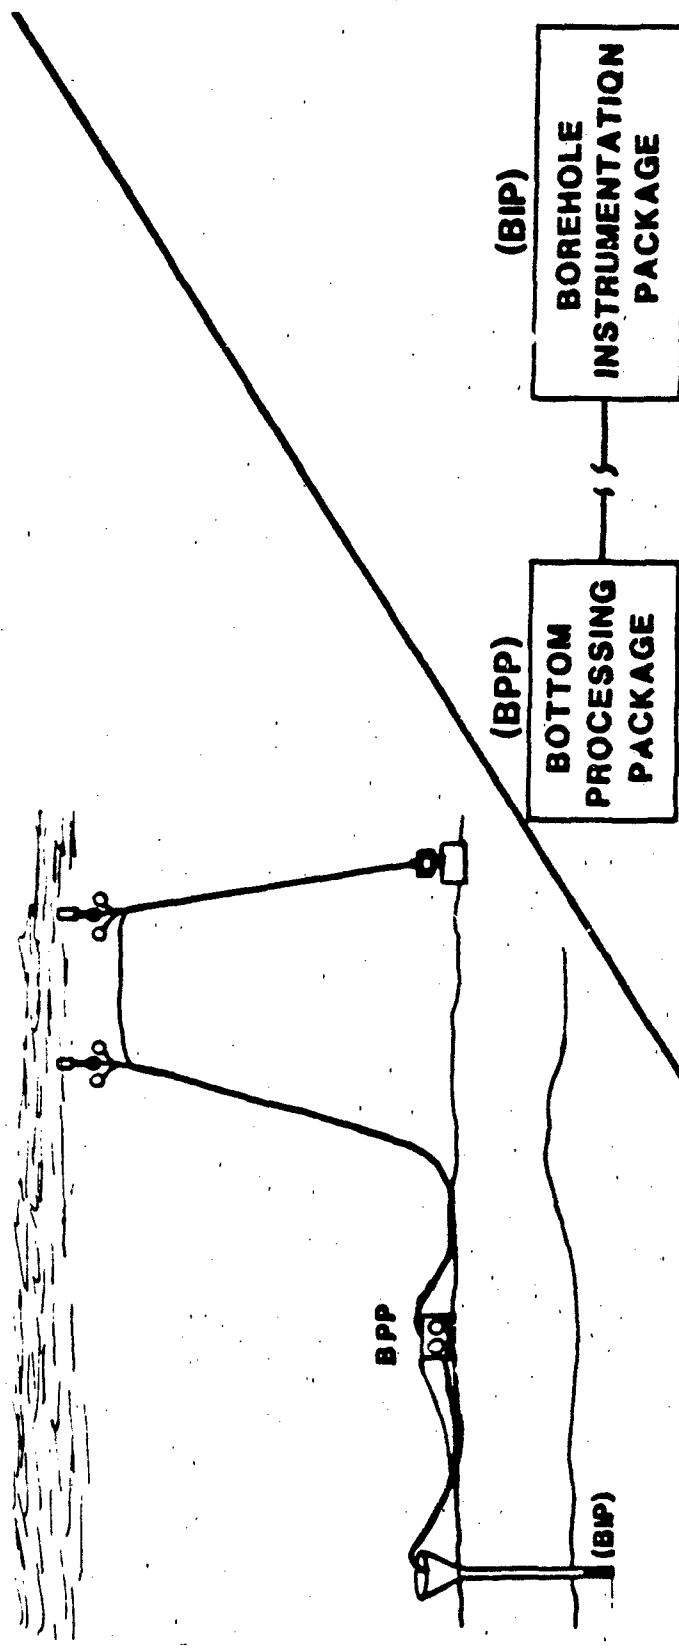 BPP
(BIP)
(BPP)
BOTTOM
PROCESSING
PACKAGE
(BIP)
BOREHOLE
INSTRUMENTATION
PACKAGE